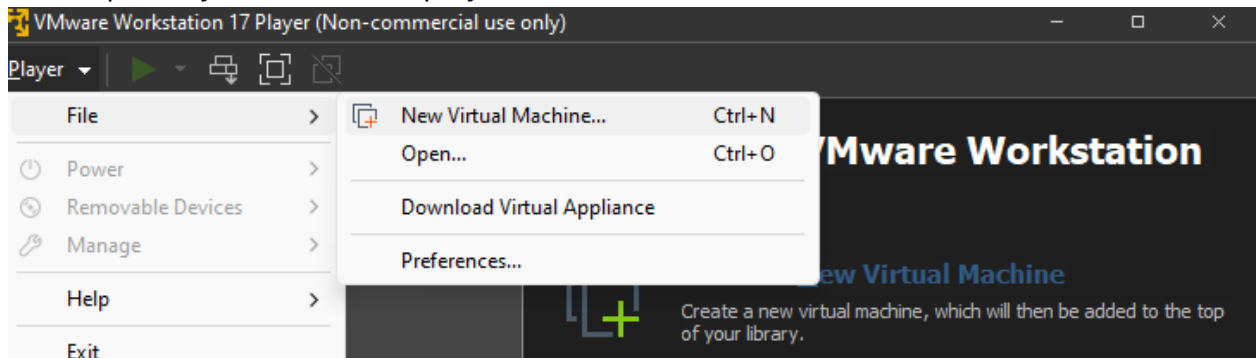 VMware Workstation 17 Player (Non-commercial use only)
Player
File
New Virtual Machine... Ctrl+N
Open... Ctrl+O
Download Virtual Appliance
Preferences...
Power
Removable Devices
Manage
Help
Exit
VMware Workstation
New Virtual Machine
Create a new virtual machine, which will then be added to the top
of your library.